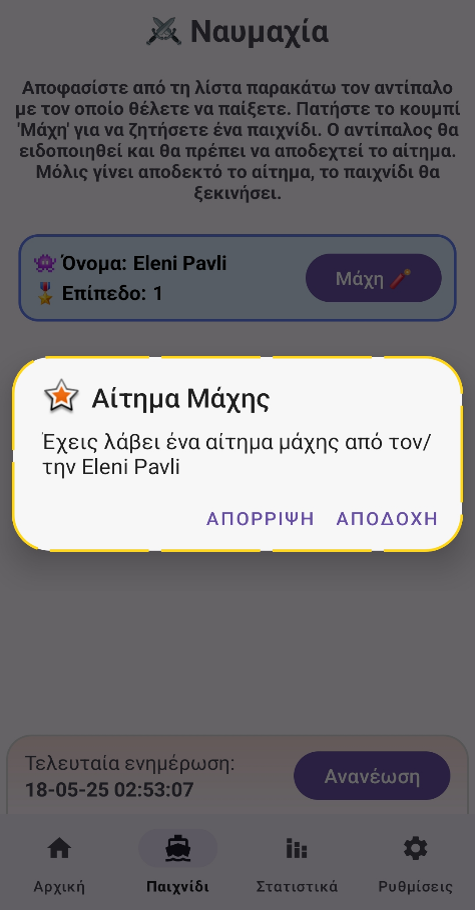 Ναυμαχία
Αποφασίστε από τη λίστα παρακάτω τον αντίπαλο
με τον οποίο θέλετε να παίξετε. Πατήστε το κουμπί
'Μάχη' για να ζητήσετε ένα παιχνίδι. Ο αντίπαλος θα
ειδοποιηθεί και θα πρέπει να αποδεχτεί το αίτημα.
Μόλις γίνει αποδεκτό το αίτημα, το παιχνίδι θα
ξεκινήσει.
Όνομα: Eleni Pavli
Επίπεδο: 1
Μάχη
Αίτημα Μάχης
Έχεις λάβει ένα αίτημα μάχης από τον/
την Eleni Pavli
ΑΠΟΡΡΙΨΗ ΑΠΟΔΟΧΗ
Τελευταία ενημέρωση:
18-05-25 02:53:07
Ανανέωση
Αρχική Παιχνίδι Στατιστικά Ρυθμίσεις